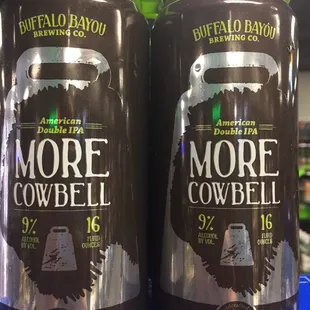 BUFFALO BAYOU
BREWING CO.
American
Double IPA
MORE
COWBELL
9%
ALCOHOL
BY VOL.
16
FLUID
OUNCES
BUFFALO BAYOU
BREWING CO.
American
Double IPA
MORE
COWBELL
9%
ALCOHOL
BY VOL.
16
FLUID
OUNCES